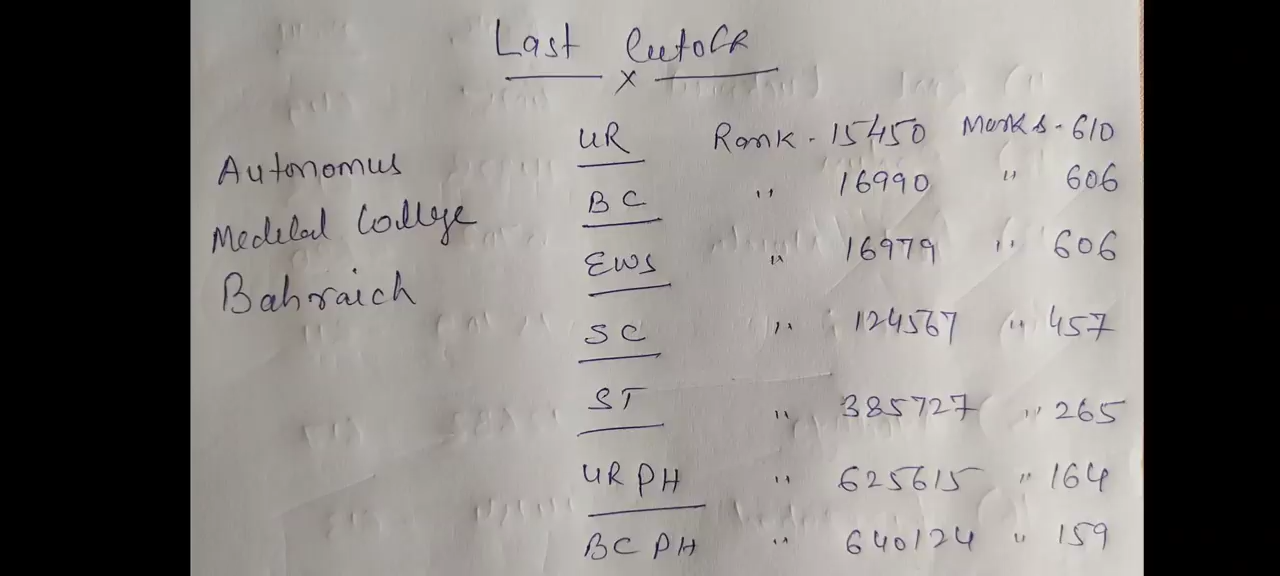 Last Cutoff
x
UR Rank - 15450 Marks - 610
Autonomus
BC " 16990 " 606
Medical College
EWS " 16979 " 606
Bahraich
SC " 124567 " 457
ST " 385727 " 265
UR PH " 625615 " 164
BC PH " 640124 " 159